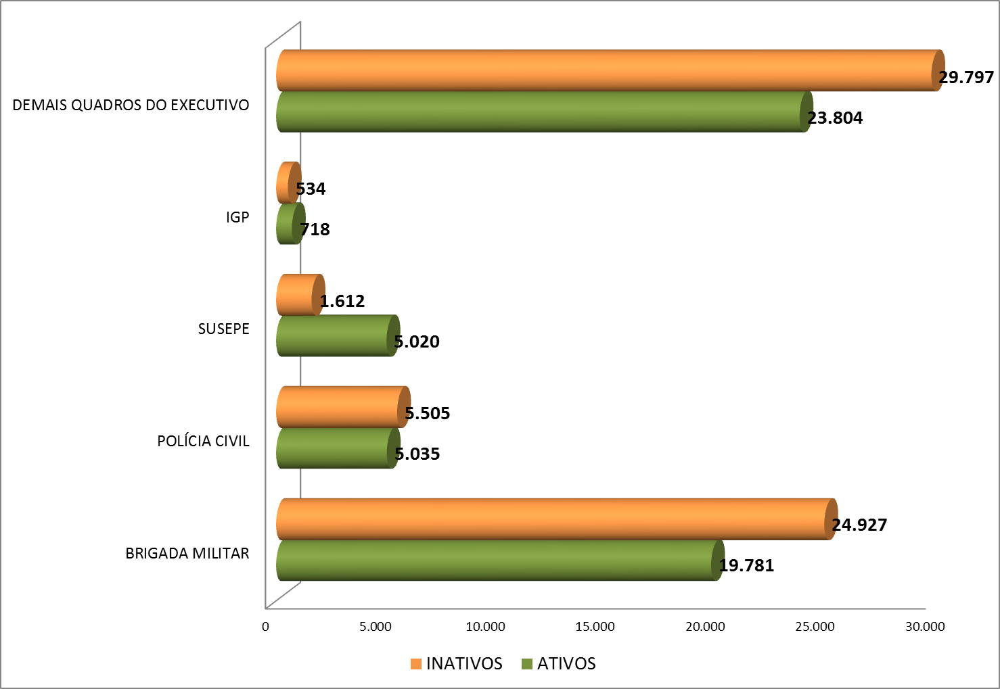 29.797
DEMAIS QUADROS DO EXECUTIVO
23.804
534
IGP
718
1.612
SUSEPE
5.020
5.505
POLÍCIA CIVIL
5.035
24.927
BRIGADA MILITAR
19.781
0 5.000 10.000 15.000 20.000 25.000 30.000
INATIVOS ATIVOS